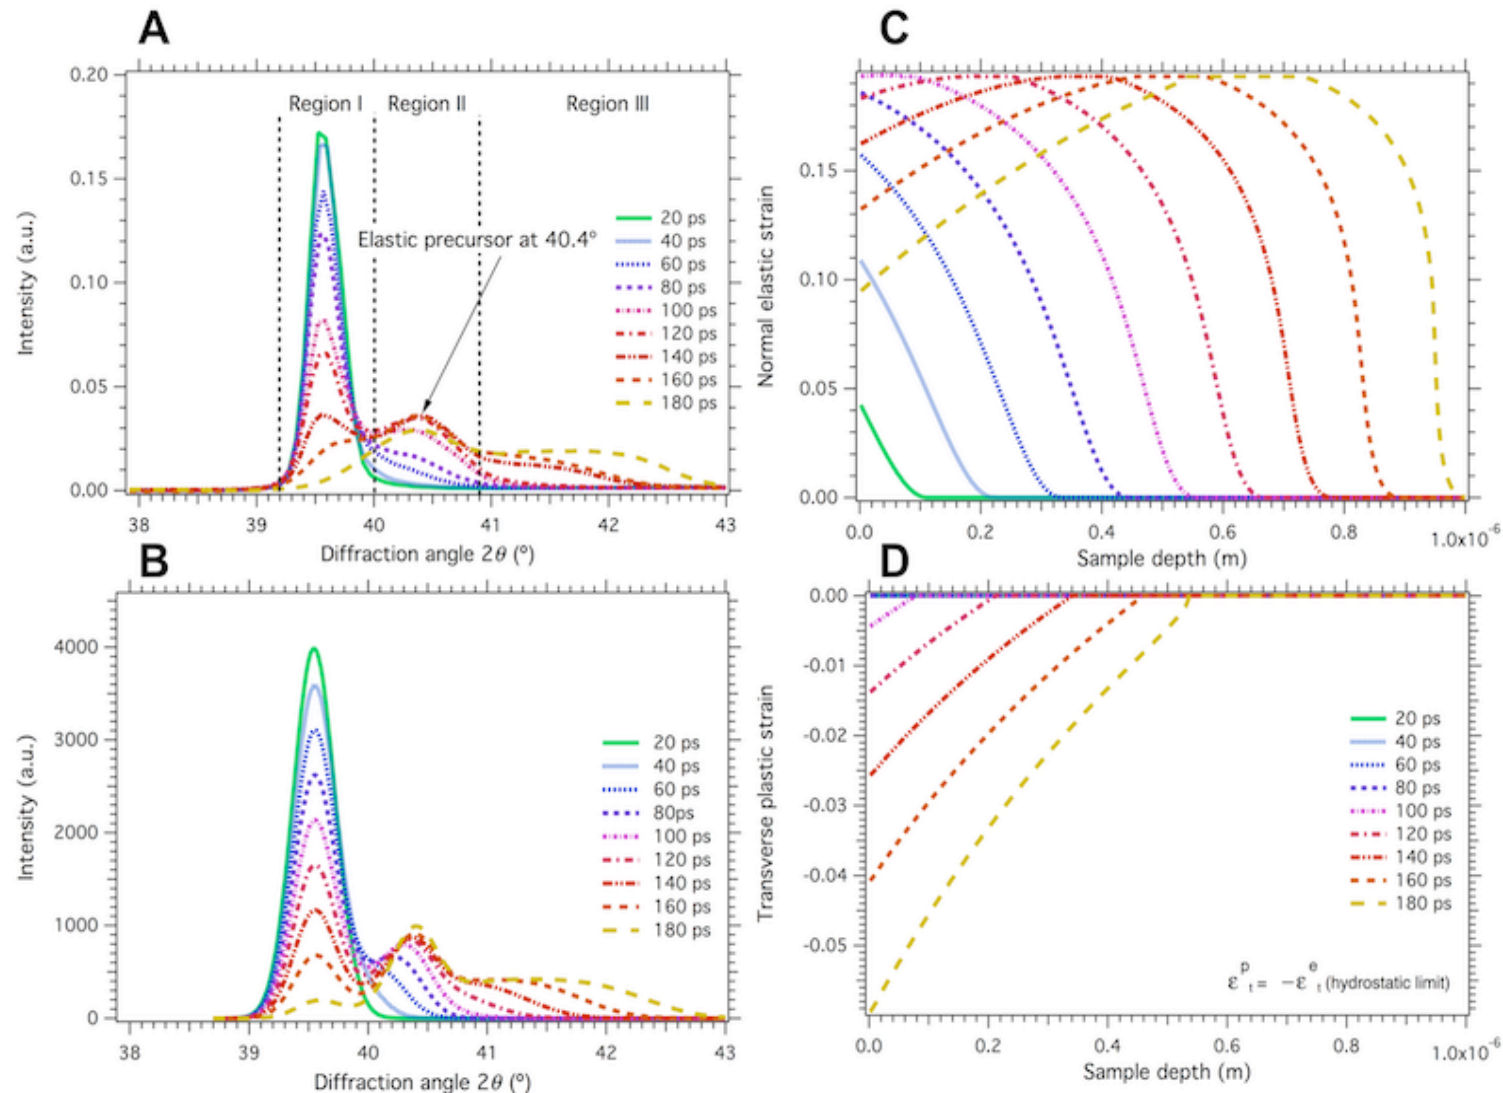 A
0.20
0.15
0.10
0.05
0.00
Intensity (a.u.)
Region I
Region II
Region III
Elastic precursor at 40.4°
20 ps
40 ps
60 ps
80 ps
100 ps
120 ps
140 ps
160 ps
180 ps
38 39 40 41 42 43
Diffraction angle 2θ (°)
C
Normal elastic strain
0.15
0.10
0.05
0.00
0.0 0.2 0.4 0.6 0.8 1.0x10⁻⁶
Sample depth (m)
B
4000
3000
2000
1000
0
Intensity (a.u.)
20 ps
40 ps
60 ps
80ps
100 ps
120 ps
140 ps
160 ps
180 ps
38 39 40 41 42 43
Diffraction angle 2θ (°)
D
0.00
-0.01
-0.02
-0.03
-0.04
-0.05
Transverse plastic strain
20 ps
40 ps
60 ps
80 ps
100 ps
120 ps
140 ps
160 ps
180 ps
ε^p_t = −ε^e_t (hydrostatic limit)
0.0 0.2 0.4 0.6 0.8 1.0x10⁻⁶
Sample depth (m)